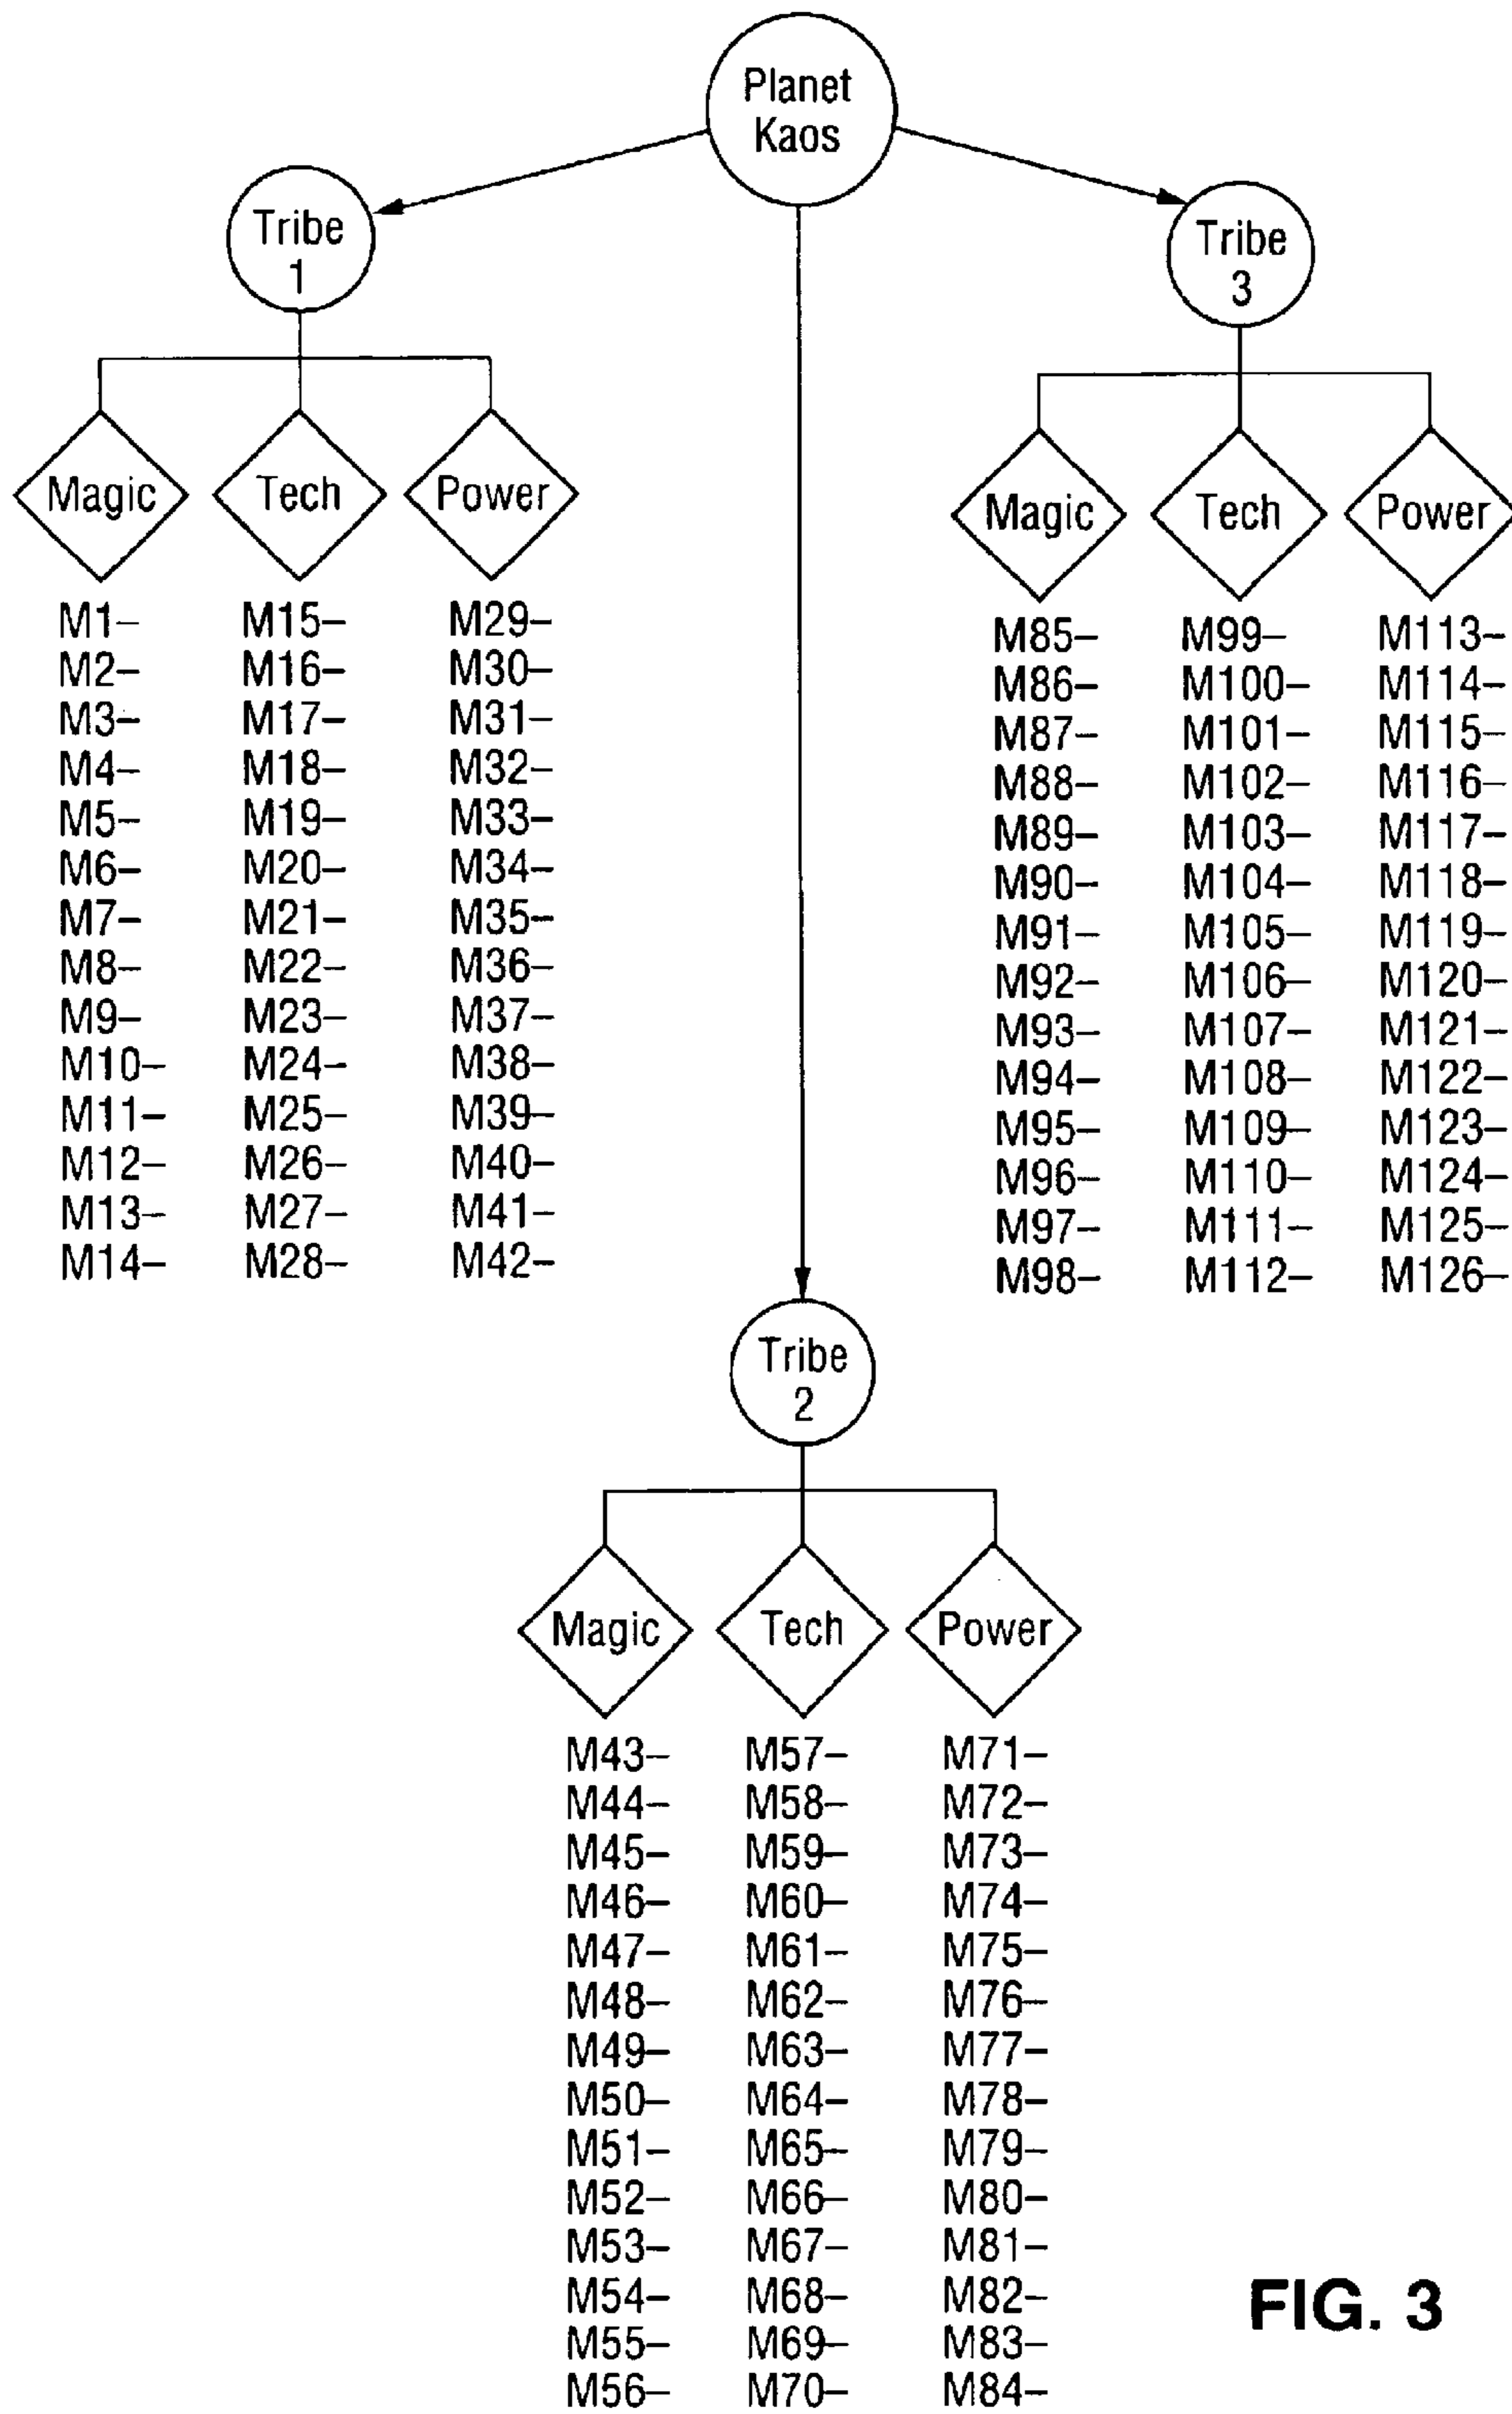 Planet
Kaos
Tribe
1
Tribe
3
Magic Tech Power
Magic Tech Power
M1– M15– M29–
M2– M16– M30–
M3– M17– M31–
M4– M18– M32–
M5– M19– M33–
M6– M20– M34–
M7– M21– M35–
M8– M22– M36–
M9– M23– M37–
M10– M24– M38–
M11– M25– M39–
M12– M26– M40–
M13– M27– M41–
M14– M28– M42–
M85– M99– M113–
M86– M100– M114–
M87– M101– M115–
M88– M102– M116–
M89– M103– M117–
M90– M104– M118–
M91– M105– M119–
M92– M106– M120–
M93– M107– M121–
M94– M108– M122–
M95– M109– M123–
M96– M110– M124–
M97– M111– M125–
M98– M112– M126–
Tribe
2
Magic Tech Power
M43– M57– M71–
M44– M58– M72–
M45– M59– M73–
M46– M60– M74–
M47– M61– M75–
M48– M62– M76–
M49– M63– M77–
M50– M64– M78–
M51– M65– M79–
M52– M66– M80–
M53– M67– M81–
M54– M68– M82–
M55– M69– M83–
M56– M70– M84–
FIG. 3